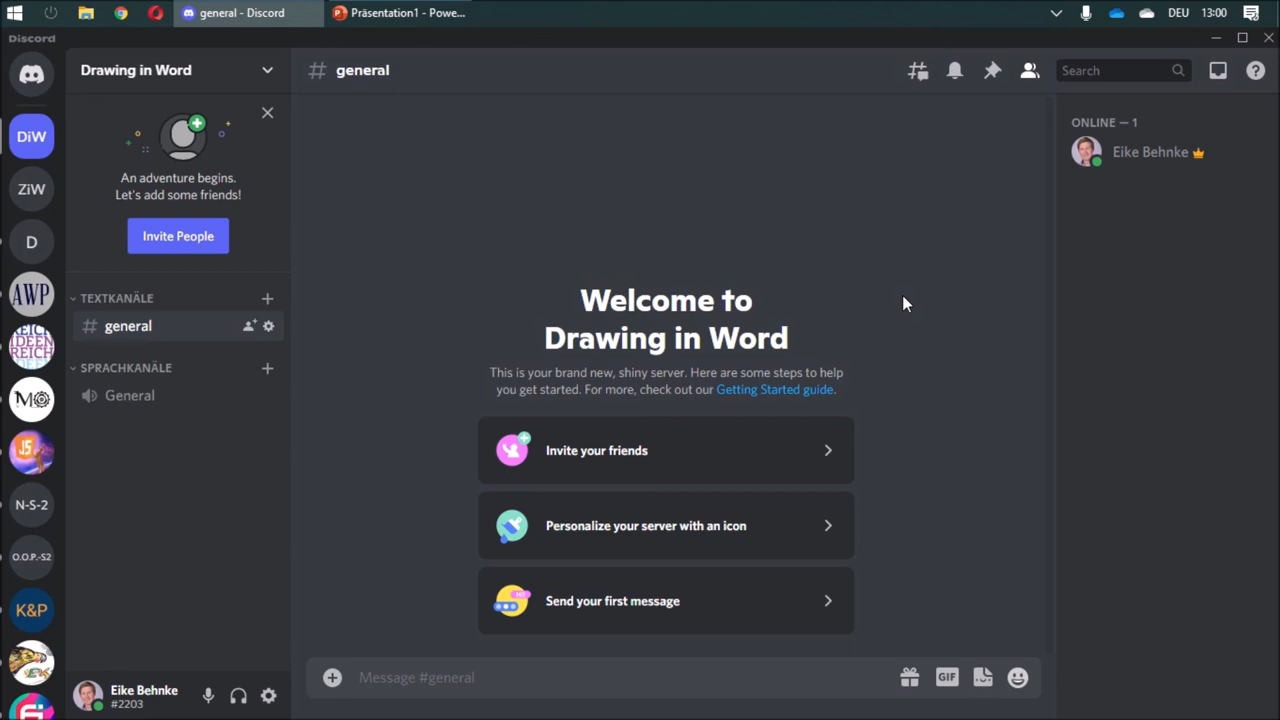 general - Discord
Präsentation1 - Powe...
DEU
13:00
Discord
DiW
ZiW
D
AWP
IDEEN
REICH
JS
N-S-2
O.O.P.-S2
K&P
Drawing in Word
An adventure begins.
Let's add some friends!
Invite People
TEXTKANÄLE
general
SPRACHKANÄLE
General
Eike Behnke
#2203
general
Search
Welcome to
Drawing in Word
This is your brand new, shiny server. Here are some steps to help
you get started. For more, check out our Getting Started guide.
Invite your friends
Personalize your server with an icon
Send your first message
Message #general
GIF
ONLINE — 1
Eike Behnke